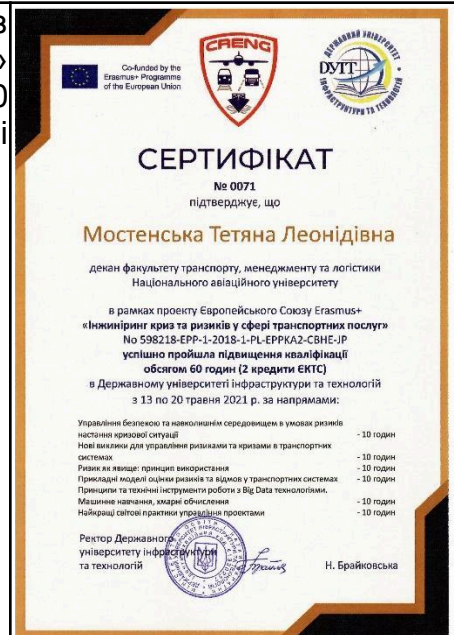 в
»
0
і
Co-funded by the
Erasmus+ Programme
of the European Union
CRENG
ДЕРЖАВНИЙ УНІВЕРСИТЕТ
ДУІТ
ІНФРАСТРУКТУРИ ТА ТЕХНОЛОГІЙ
СЕРТИФІКАТ
№ 0071
підтверджує, що
Мостенська Тетяна Леонідівна
декан факультету транспорту, менеджменту та логістики
Національного авіаційного університету
в рамках проекту Європейського Союзу Erasmus+
«Інжиніринг криз та ризиків у сфері транспортних послуг»
No 598218-EPP-1-2018-1-PL-EPPKA2-CBHE-JP
успішно пройшла підвищення кваліфікації
обсягом 60 годин (2 кредити ЄКТС)
в Державному університеті інфраструктури та технологій
з 13 по 20 травня 2021 р. за напрямами:
Управління безпекою та навколишнім середовищем в умовах ризиків
настання кризової ситуації - 10 годин
Нові виклики для управління ризиками та кризами в транспортних
системах - 10 годин
Ризик як явище: принцип використання - 10 годин
Прикладні моделі оцінки ризиків та відмов у транспортних системах - 10 годин
Принципи та технічні інструменти роботи з Big Data технологіями.
Машинне навчання, хмарні обчислення - 10 годин
Найкращі світові практики управління проектами - 10 годин
Ректор Державного
університету інфраструктури
та технологій Н. Брайковська